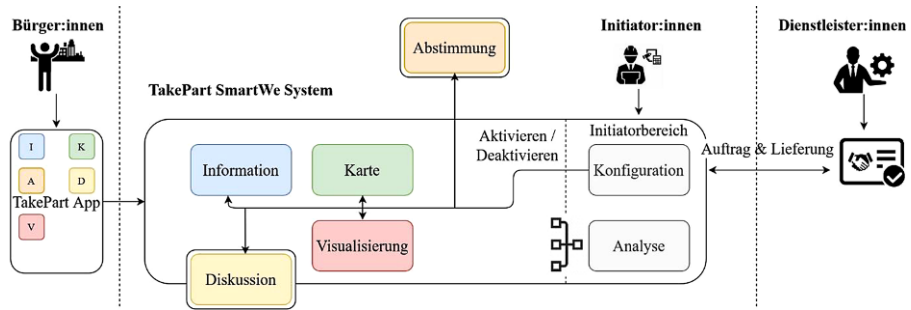 Bürger:innen
Initiator:innen
Dienstleister:innen
Abstimmung
TakePart SmartWe System
I
K
A
D
TakePart App
V
Information
Karte
Aktivieren /
Deaktivieren
Initiatorbereich
Konfiguration
Auftrag & Lieferung
Visualisierung
Analyse
Diskussion